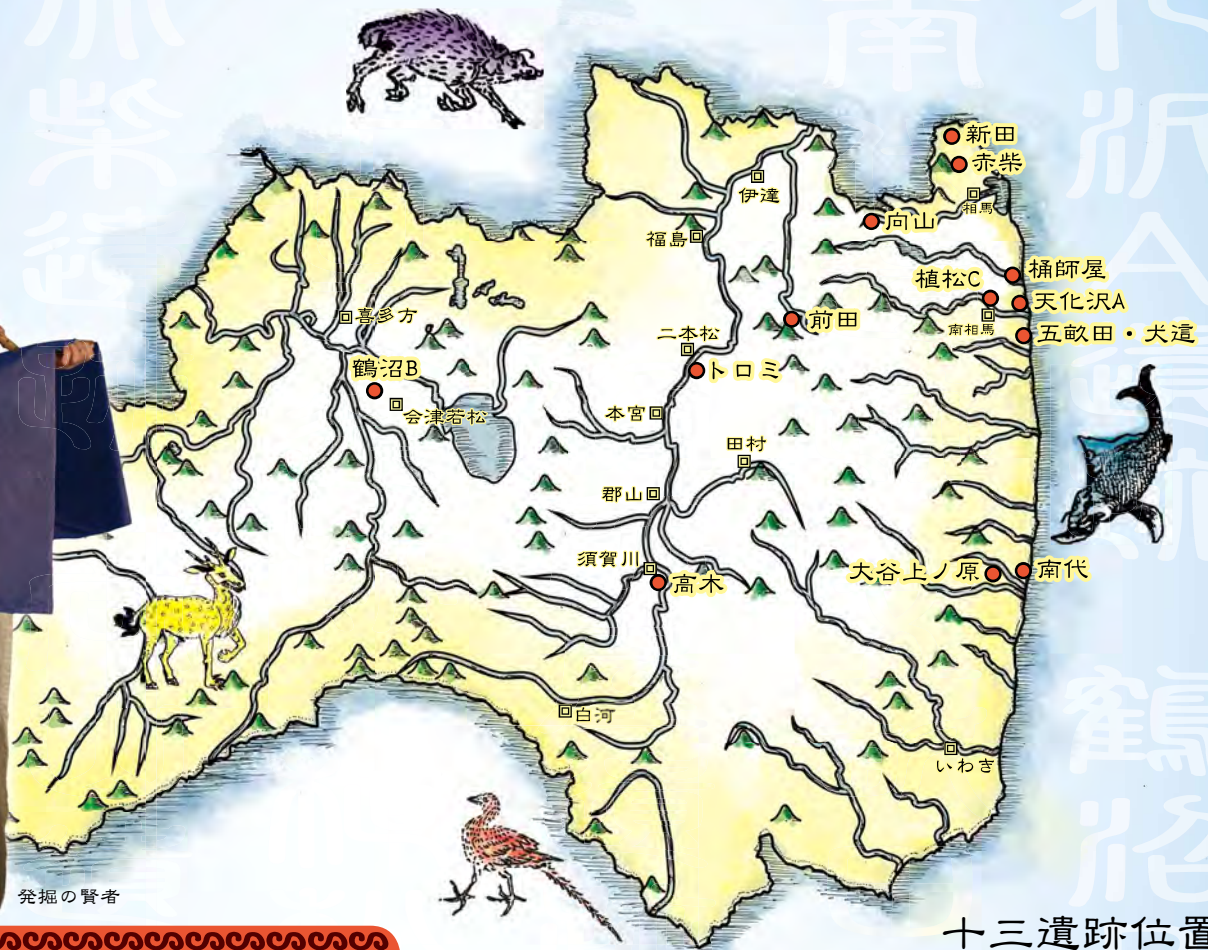 新田
赤柴
相馬
向山
伊達
福島
桶師屋
植松C
天化沢A
南相馬
五畝田・犬這
前田
喜多方
二本松
トロミ
鶴沼B
会津若松
本宮
田村
郡山
須賀川
高木
大谷上ノ原
南代
白河
いわき
発掘の賢者
十三遺跡位置